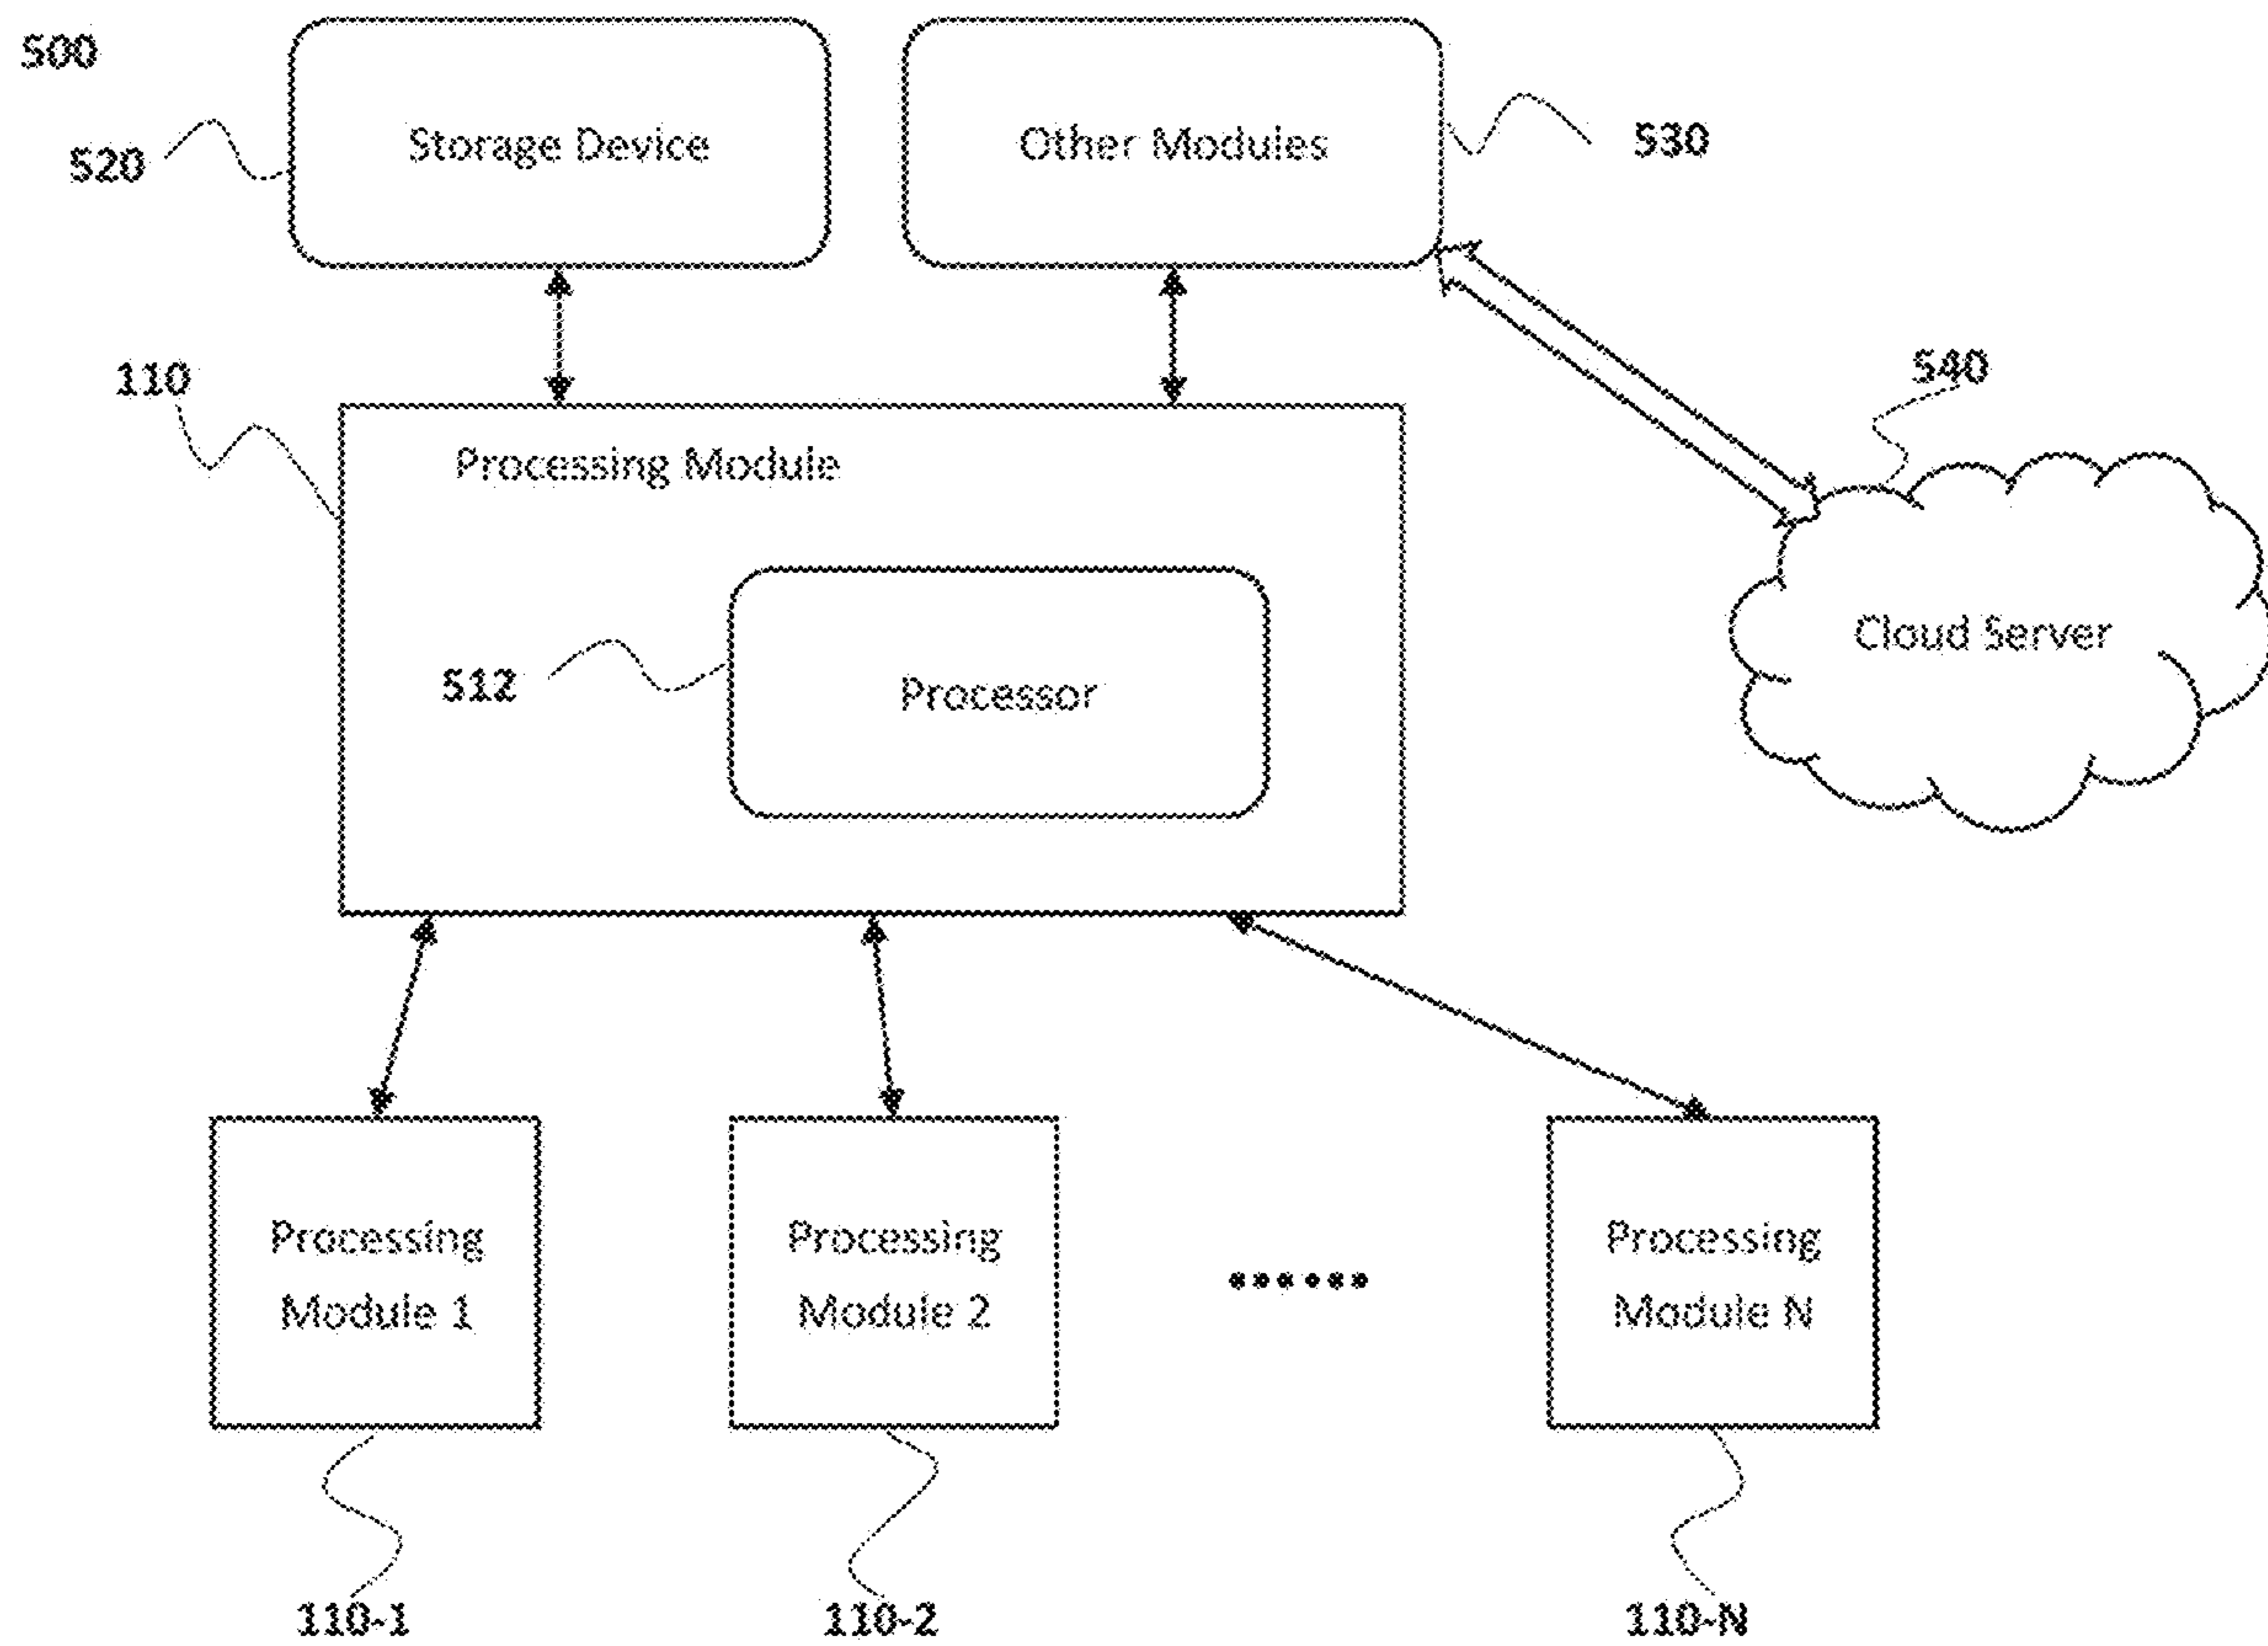 500
Storage Device
Other Modules
530
520
110
540
Processing Module
Cloud Server
512
Processor
Processing
Module 1
Processing
Module 2
......
Processing
Module N
110-1
110-2
110-N